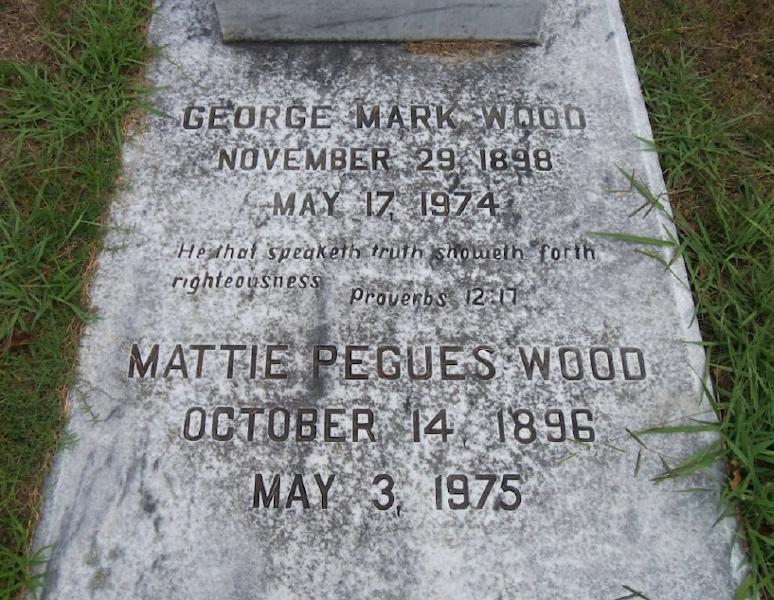 GEORGE MARK WOOD
NOVEMBER 29, 1898
MAY 17, 1974
He that speaketh truth showeth forth
righteousness Proverbs 12:17
MATTIE PEGUES WOOD
OCTOBER 14, 1896
MAY 3, 1975